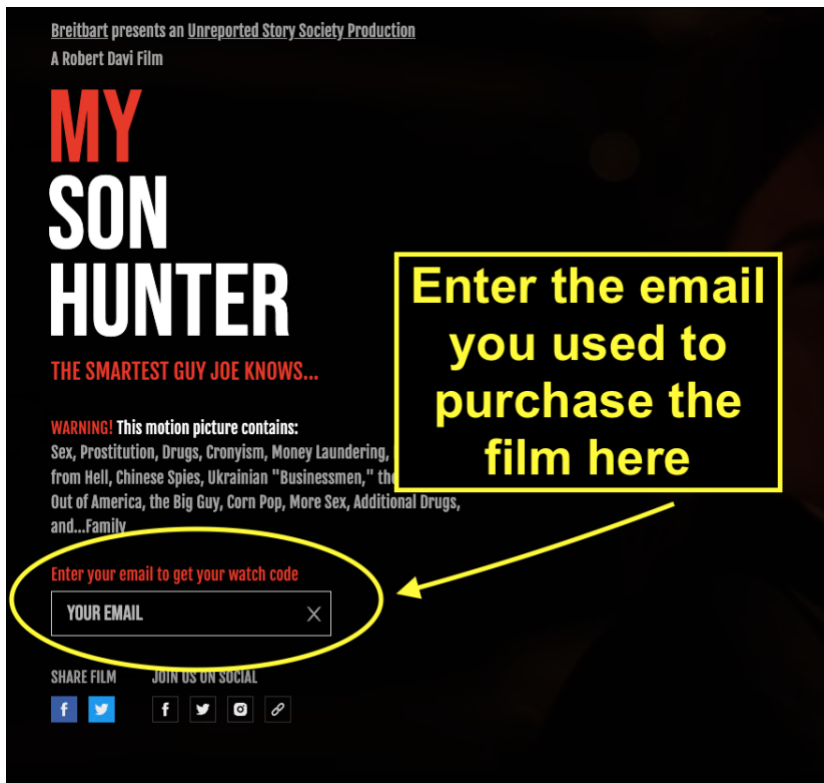 Breitbart presents an Unreported Story Society Production
A Robert Davi Film
MY
SON
HUNTER
THE SMARTEST GUY JOE KNOWS...
WARNING! This motion picture contains:
Sex, Prostitution, Drugs, Cronyism, Money Laundering,
from Hell, Chinese Spies, Ukrainian "Businessmen,"
Out of America, the Big Guy, Corn Pop, More Sex, Additional Drugs,
and...Family
Enter the email
you used to
purchase the
film here
Enter your email to get your watch code
YOUR EMAIL
SHARE FILM
JOIN US ON SOCIAL